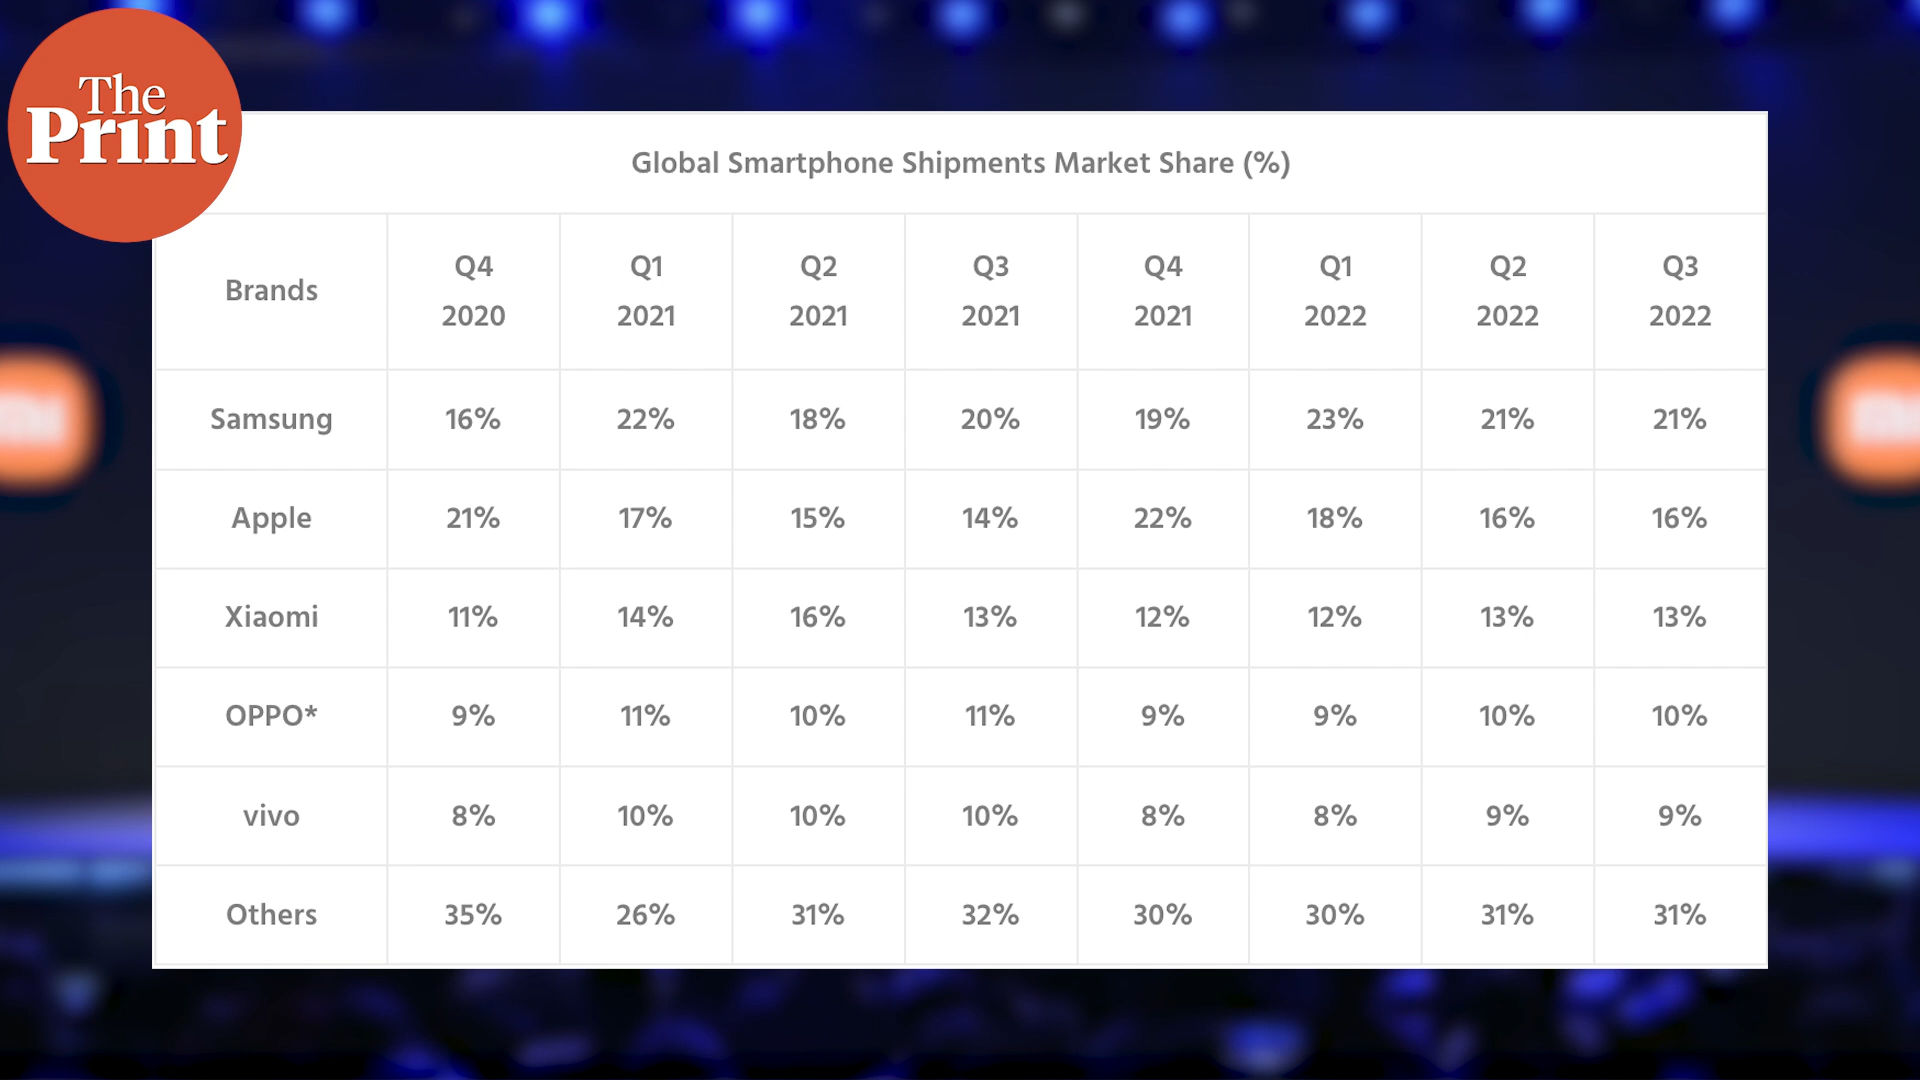 The
Print
Global Smartphone Shipments Market Share (%)
Brands Q4 2020 Q1 2021 Q2 2021 Q3 2021 Q4 2021 Q1 2022 Q2 2022 Q3 2022
Samsung 16% 22% 18% 20% 19% 23% 21% 21%
Apple 21% 17% 15% 14% 22% 18% 16% 16%
Xiaomi 11% 14% 16% 13% 12% 12% 13% 13%
OPPO* 9% 11% 10% 11% 9% 9% 10% 10%
vivo 8% 10% 10% 10% 8% 8% 9% 9%
Others 35% 26% 31% 32% 30% 30% 31% 31%